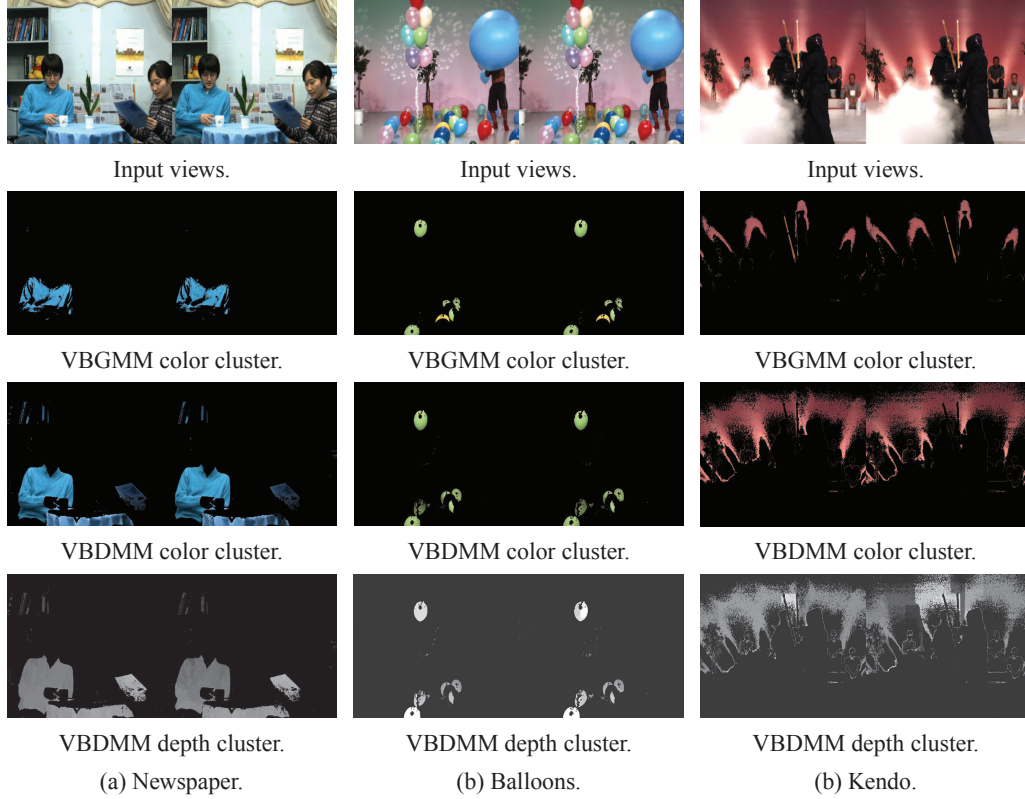 Input views.
Input views.
Input views.
VBGMM color cluster.
VBGMM color cluster.
VBGMM color cluster.
VBDMM color cluster.
VBDMM color cluster.
VBDMM color cluster.
VBDMM depth cluster.
VBDMM depth cluster.
VBDMM depth cluster.
(a) Newspaper.
(b) Balloons.
(b) Kendo.